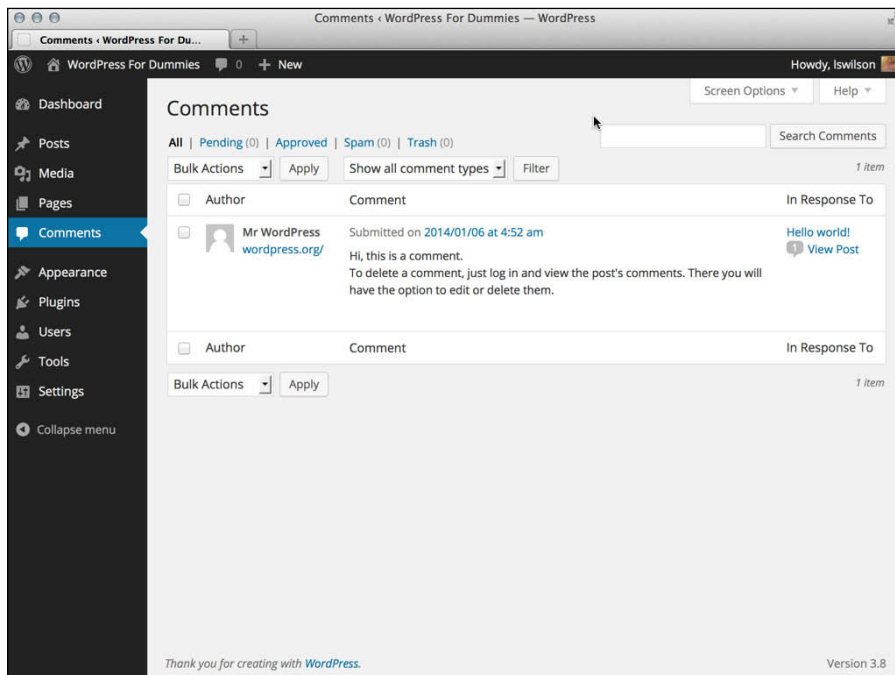 Comments ‹ WordPress For Dummies — WordPress
Comments ‹ WordPress For Du...
WordPress For Dummies 0 + New Howdy, lswilson
Screen Options Help
Dashboard
Posts
Media
Pages
Comments
Appearance
Plugins
Users
Tools
Settings
Collapse menu
Comments
All | Pending (0) | Approved | Spam (0) | Trash (0)
Search Comments
Bulk Actions Apply Show all comment types Filter 1 item
Author Comment In Response To
Mr WordPress
wordpress.org/
Submitted on 2014/01/06 at 4:52 am
Hi, this is a comment.
To delete a comment, just log in and view the post's comments. There you will
have the option to edit or delete them.
Hello world!
1 View Post
Author Comment In Response To
Bulk Actions Apply 1 item
Thank you for creating with WordPress. Version 3.8